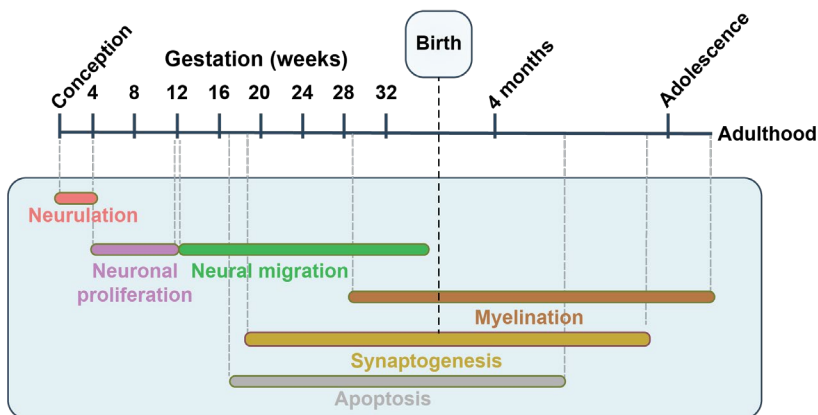 Conception
Gestation (weeks)
Birth
4 months
Adolescence
4 8 12 16 20 24 28 32
Adulthood
Neurulation
Neuronal
proliferation
Neural migration
Myelination
Synaptogenesis
Apoptosis